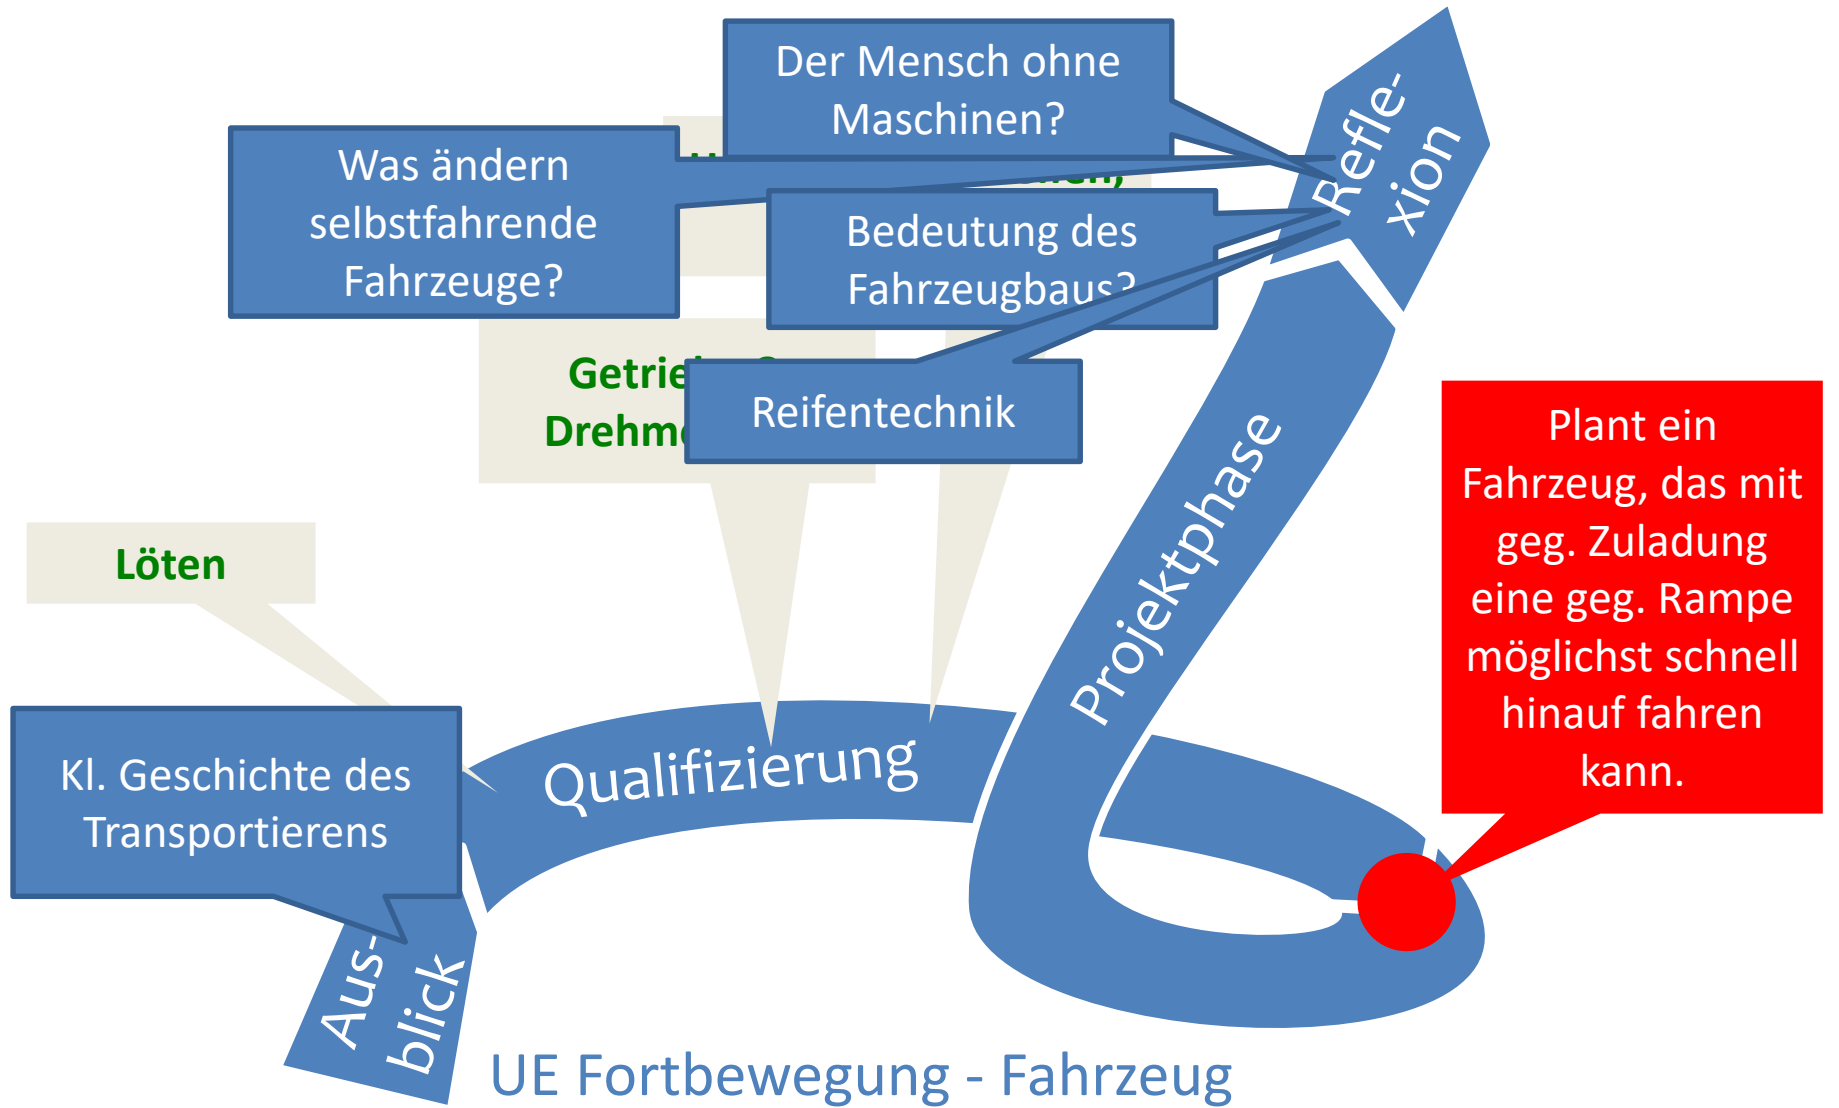 Der Mensch ohne
Maschinen?
Was ändern
selbstfahrende
Fahrzeuge?
Bedeutung des
Fahrzeugbaus?
Reifentechnik
Löten
Kl. Geschichte des
Transportierens
Aus-
blick
Qualifizierung
Projektphase
Refle-
xion
Plant ein
Fahrzeug, das mit
geg. Zuladung
eine geg. Rampe
möglichst schnell
hinauf fahren
kann.
UE Fortbewegung - Fahrzeug